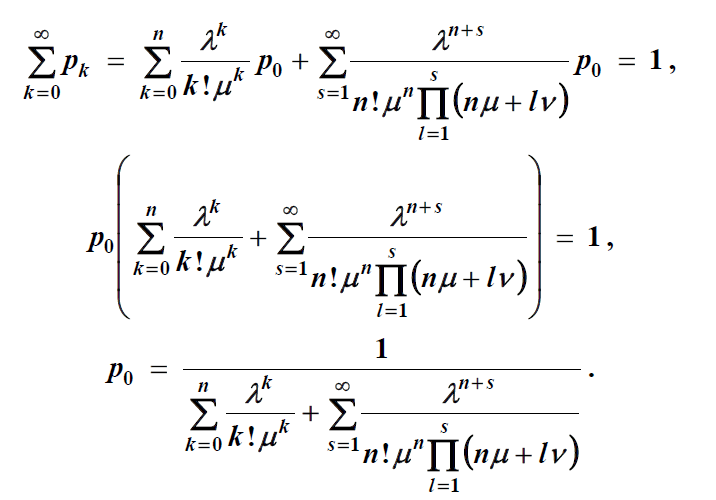 $$\sum_{k=0}^{\infty} p_k = \sum_{k=0}^{n} \frac{\lambda^k}{k!\mu^k} p_0 + \sum_{s=1}^{\infty} \frac{\lambda^{n+s}}{n!\mu^n \prod_{l=1}^{s} (n\mu + l\nu)} p_0 = 1,$$
$$p_0 \left( \sum_{k=0}^{n} \frac{\lambda^k}{k!\mu^k} + \sum_{s=1}^{\infty} \frac{\lambda^{n+s}}{n!\mu^n \prod_{l=1}^{s} (n\mu + l\nu)} \right) = 1,$$
$$p_0 = \frac{1}{\sum_{k=0}^{n} \frac{\lambda^k}{k!\mu^k} + \sum_{s=1}^{\infty} \frac{\lambda^{n+s}}{n!\mu^n \prod_{l=1}^{s} (n\mu + l\nu)}}.$$